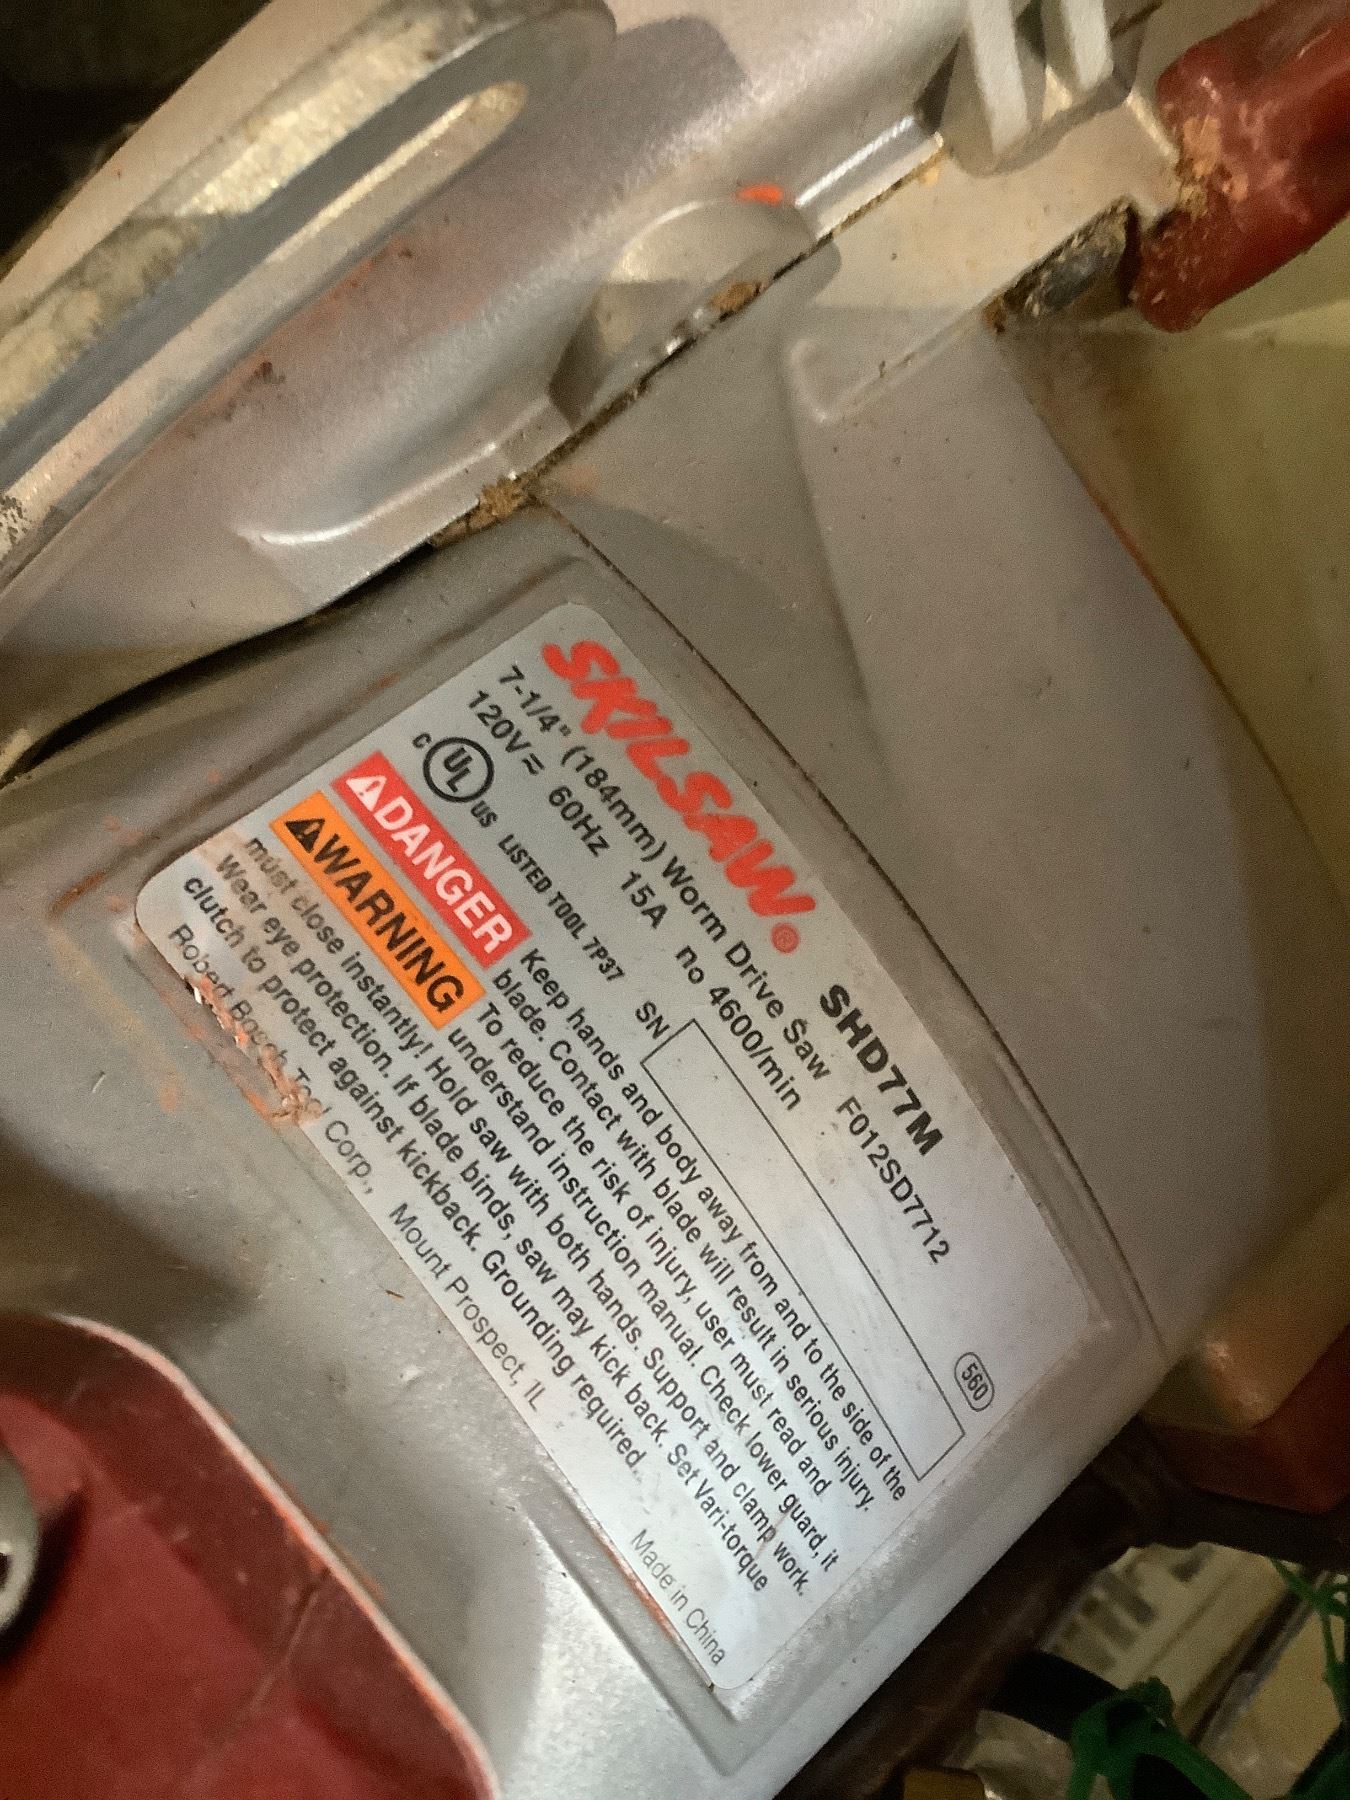 SKILSAW® SHD77M
7-1/4" (184mm) Worm Drive Saw F012SD7712
120V≂ 60Hz 15A no 4600/min
560
C UL US LISTED TOOL 7P37 SN
⚠DANGER Keep hands and body away from and to the side of the
blade. Contact with blade will result in serious injury.
⚠WARNING To reduce the risk of injury, user must read and
understand instruction manual. Check lower guard, it
must close instantly! Hold saw with both hands. Support and clamp work.
Wear eye protection. If blade binds, saw may kick back. Set Vari-torque
clutch to protect against kickback. Grounding required.
Robert Bosch Tool Corp., Mount Prospect, IL Made in China